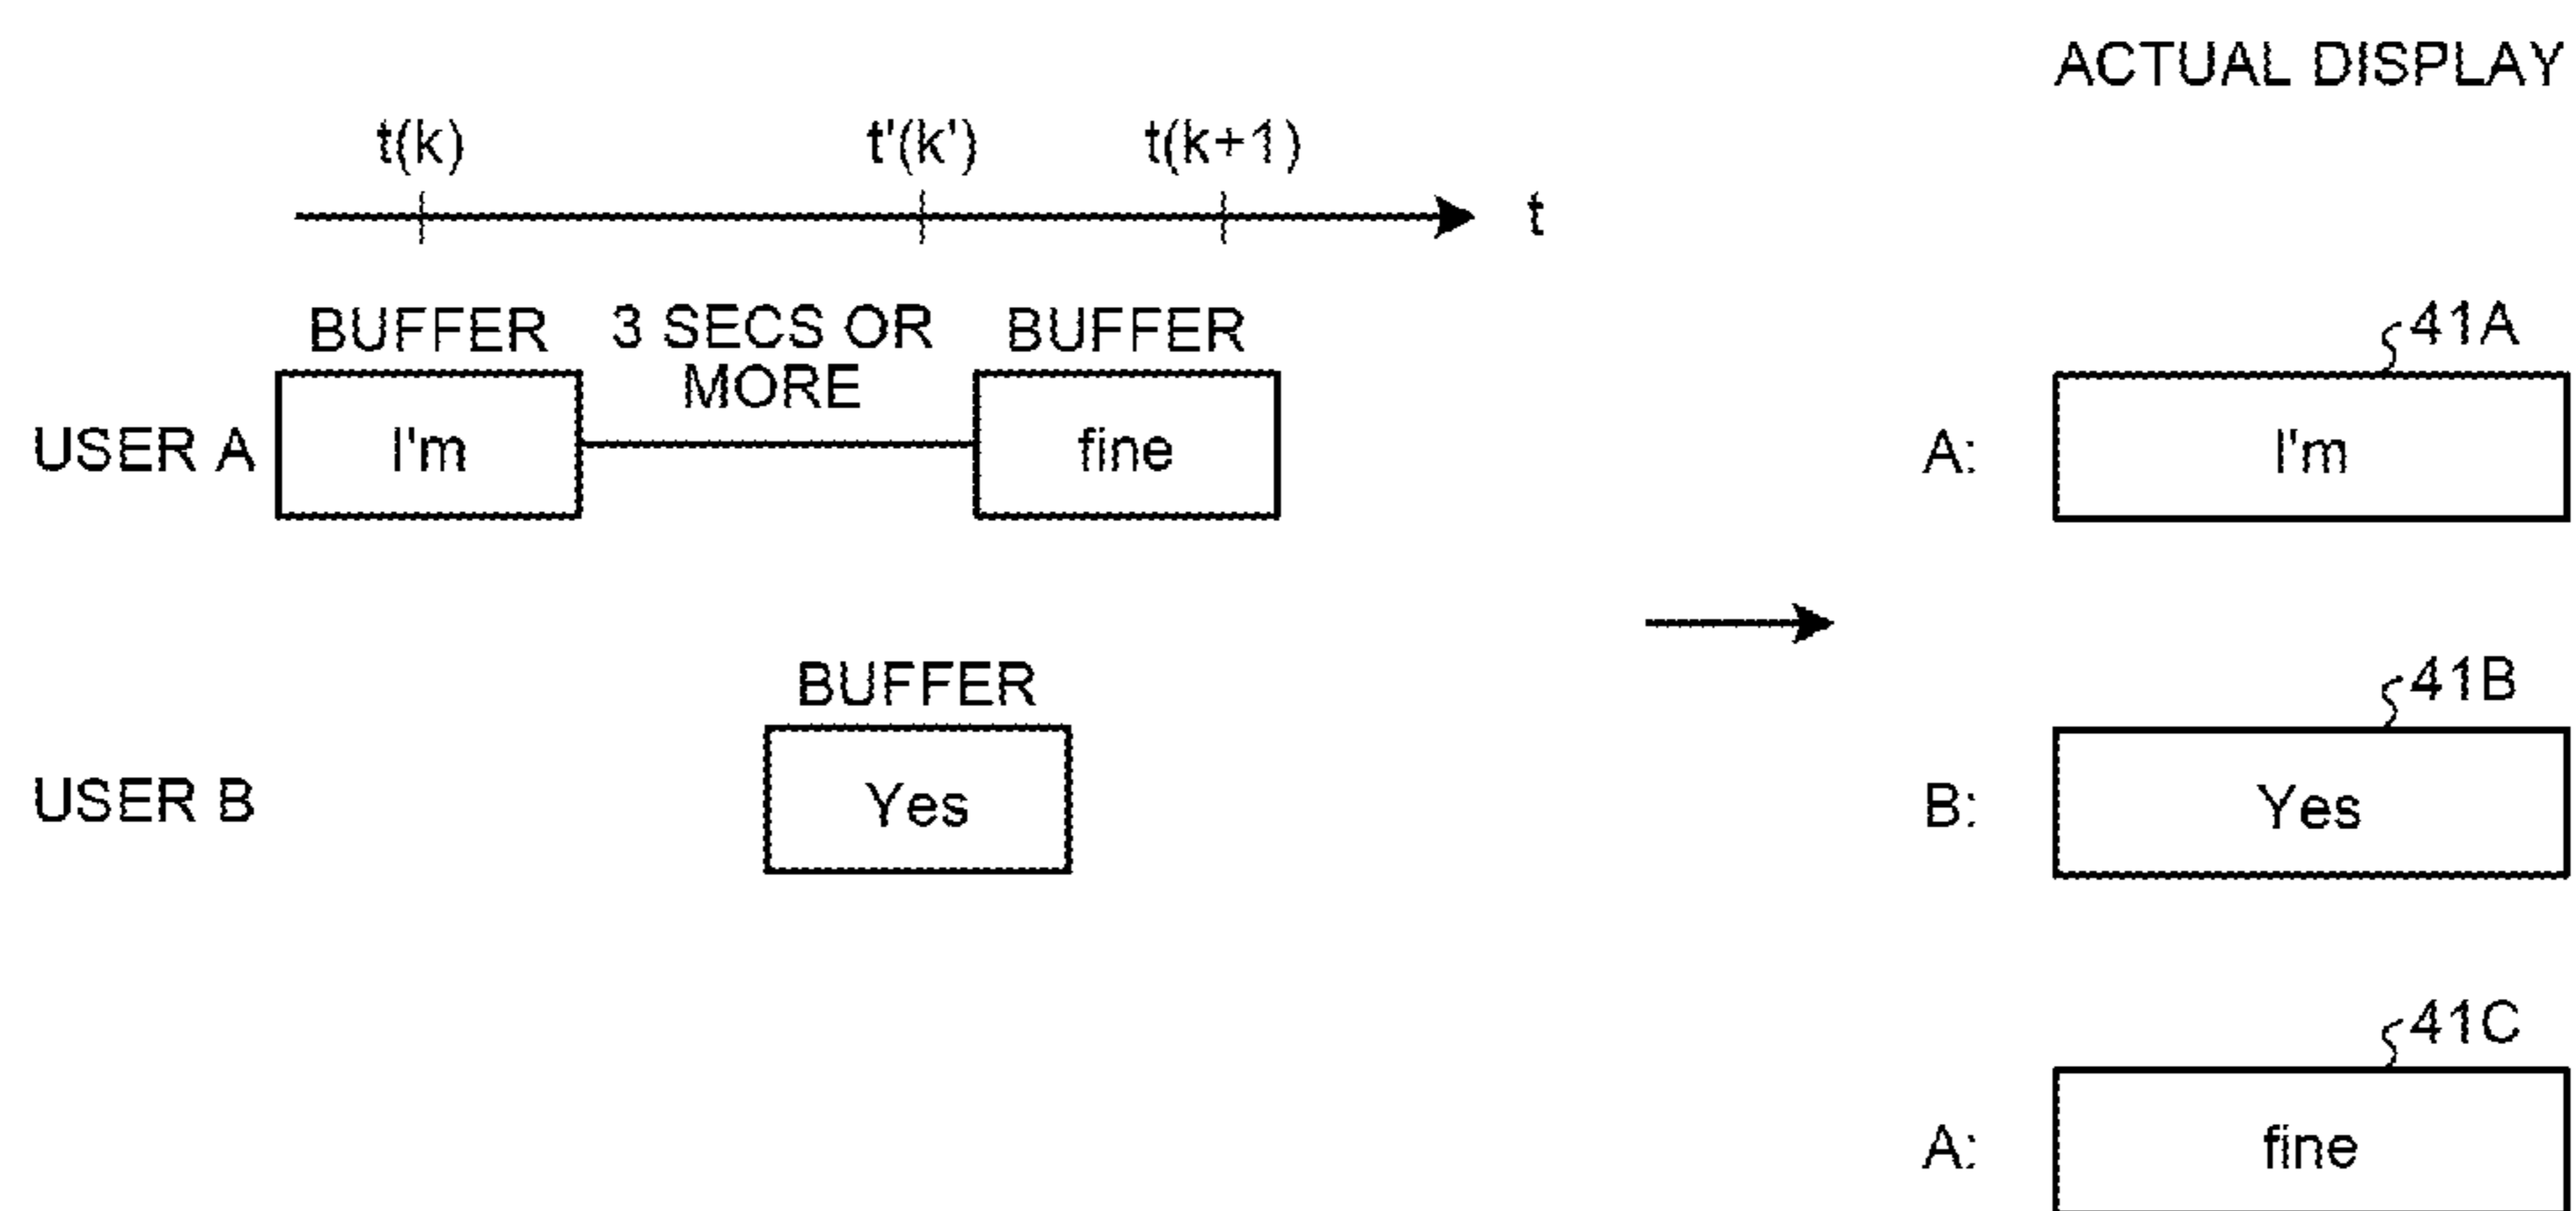 ACTUAL DISPLAY
t(k) t'(k') t(k+1)
t
BUFFER 3 SECS OR MORE BUFFER
USER A I'm fine
BUFFER
USER B Yes
41A
A: I'm
41B
B: Yes
41C
A: fine